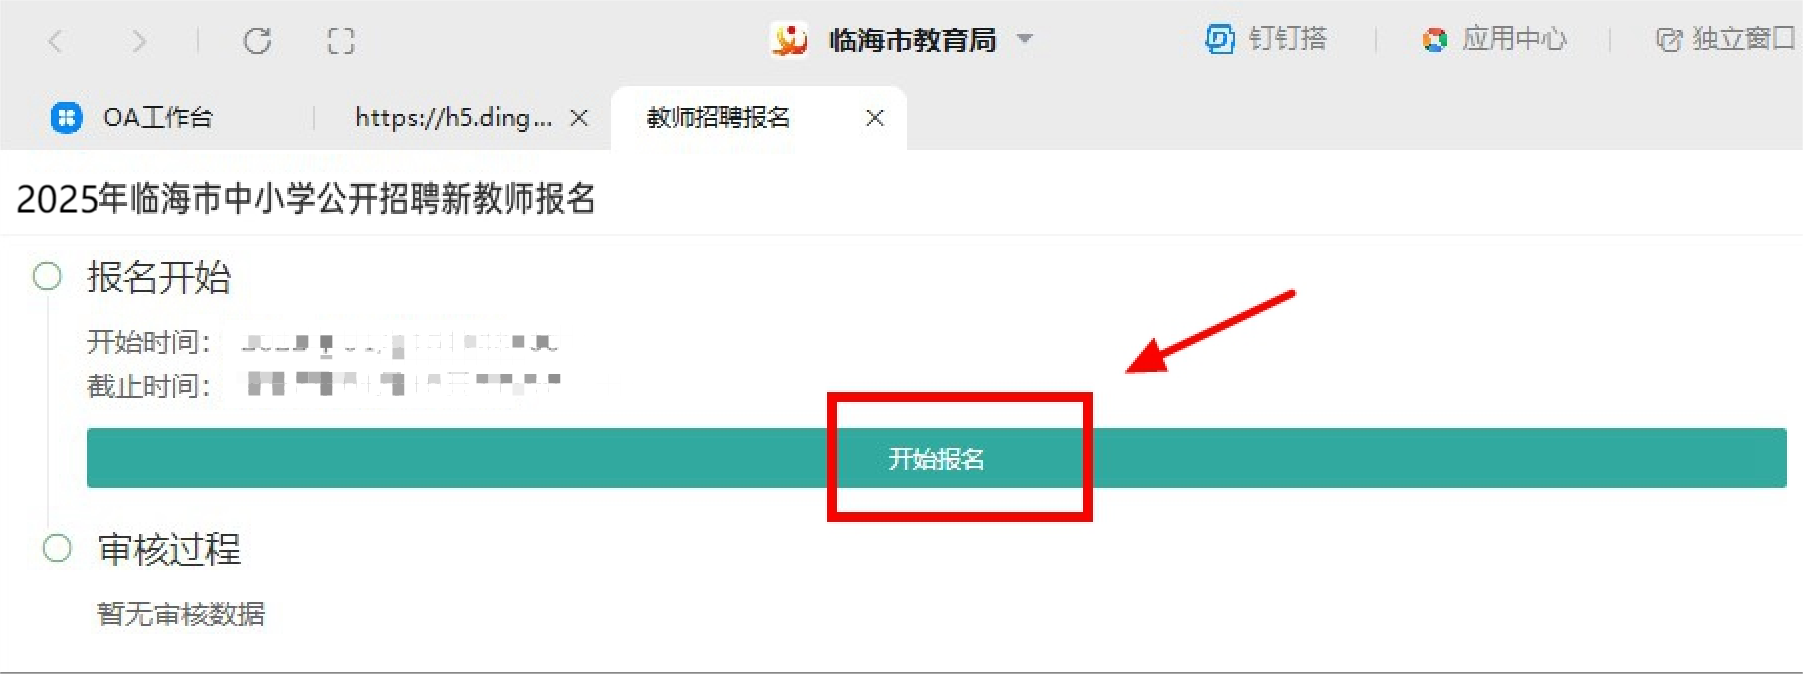 临海市教育局
钉钉搭
应用中心
独立窗口
OA工作台
https://h5.ding...
教师招聘报名
2025年临海市中小学公开招聘新教师报名
报名开始
开始时间：
截止时间：
开始报名
审核过程
暂无审核数据